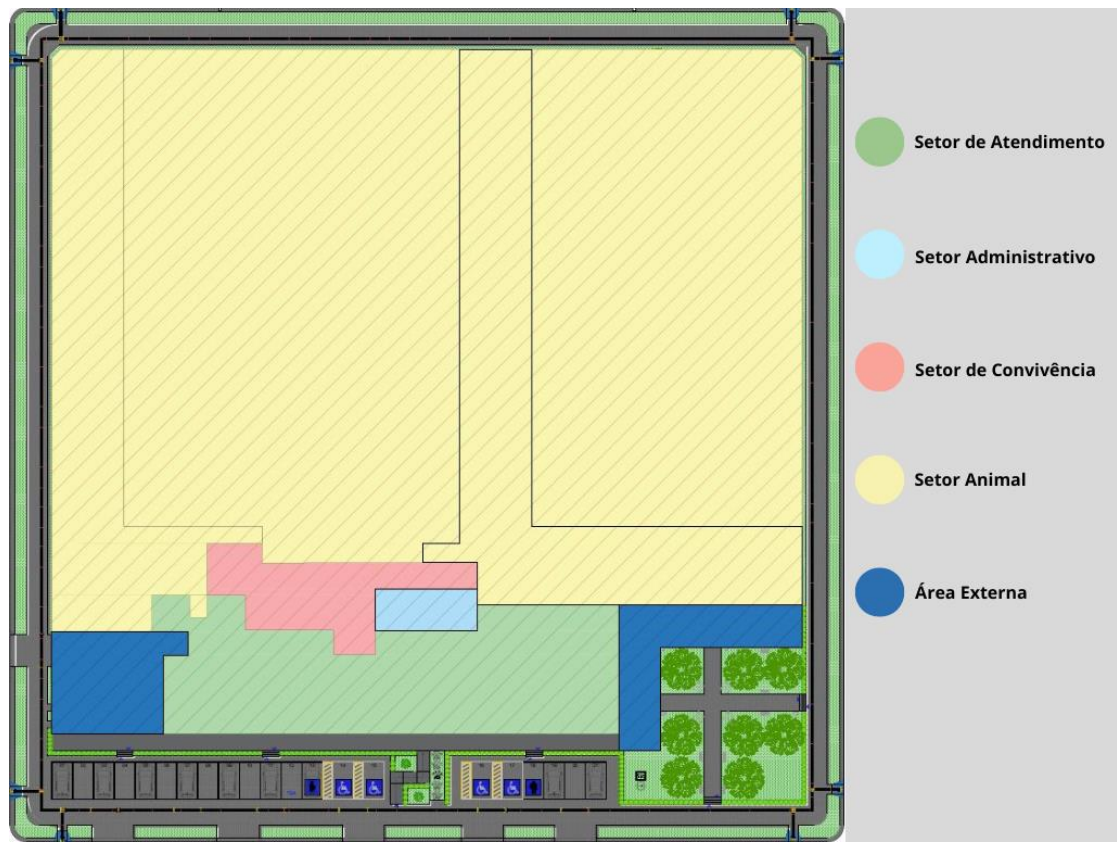 Setor de Atendimento
Setor Administrativo
Setor de Convivência
Setor Animal
Área Externa